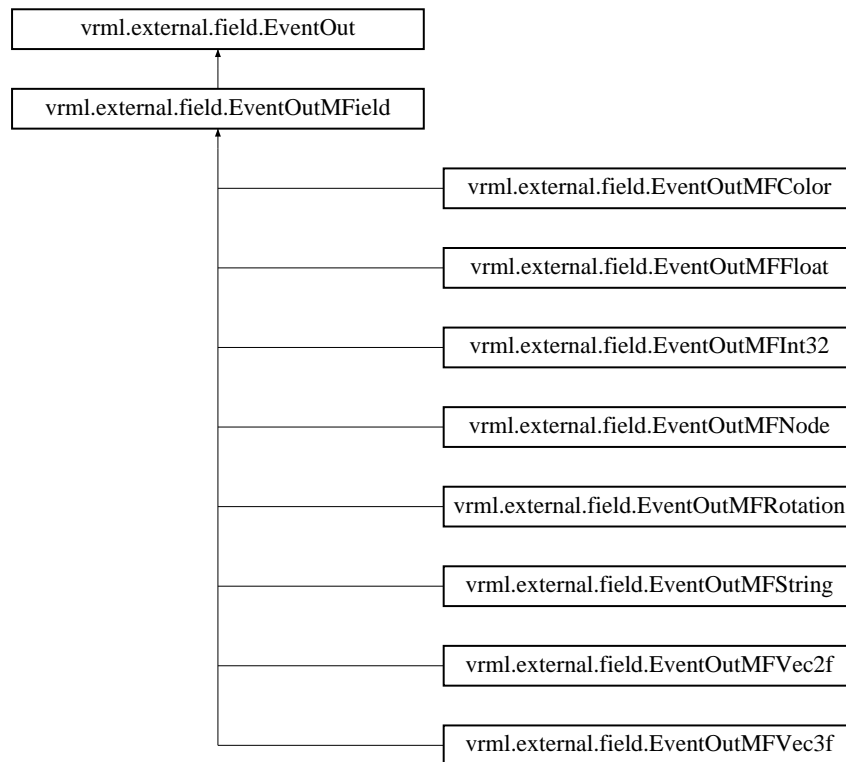 vrml.external.field.EventOut
vrml.external.field.EventOutMField
vrml.external.field.EventOutMFColor
vrml.external.field.EventOutMFFloat
vrml.external.field.EventOutMFInt32
vrml.external.field.EventOutMFNode
vrml.external.field.EventOutMFRotation
vrml.external.field.EventOutMFString
vrml.external.field.EventOutMFVec2f
vrml.external.field.EventOutMFVec3f